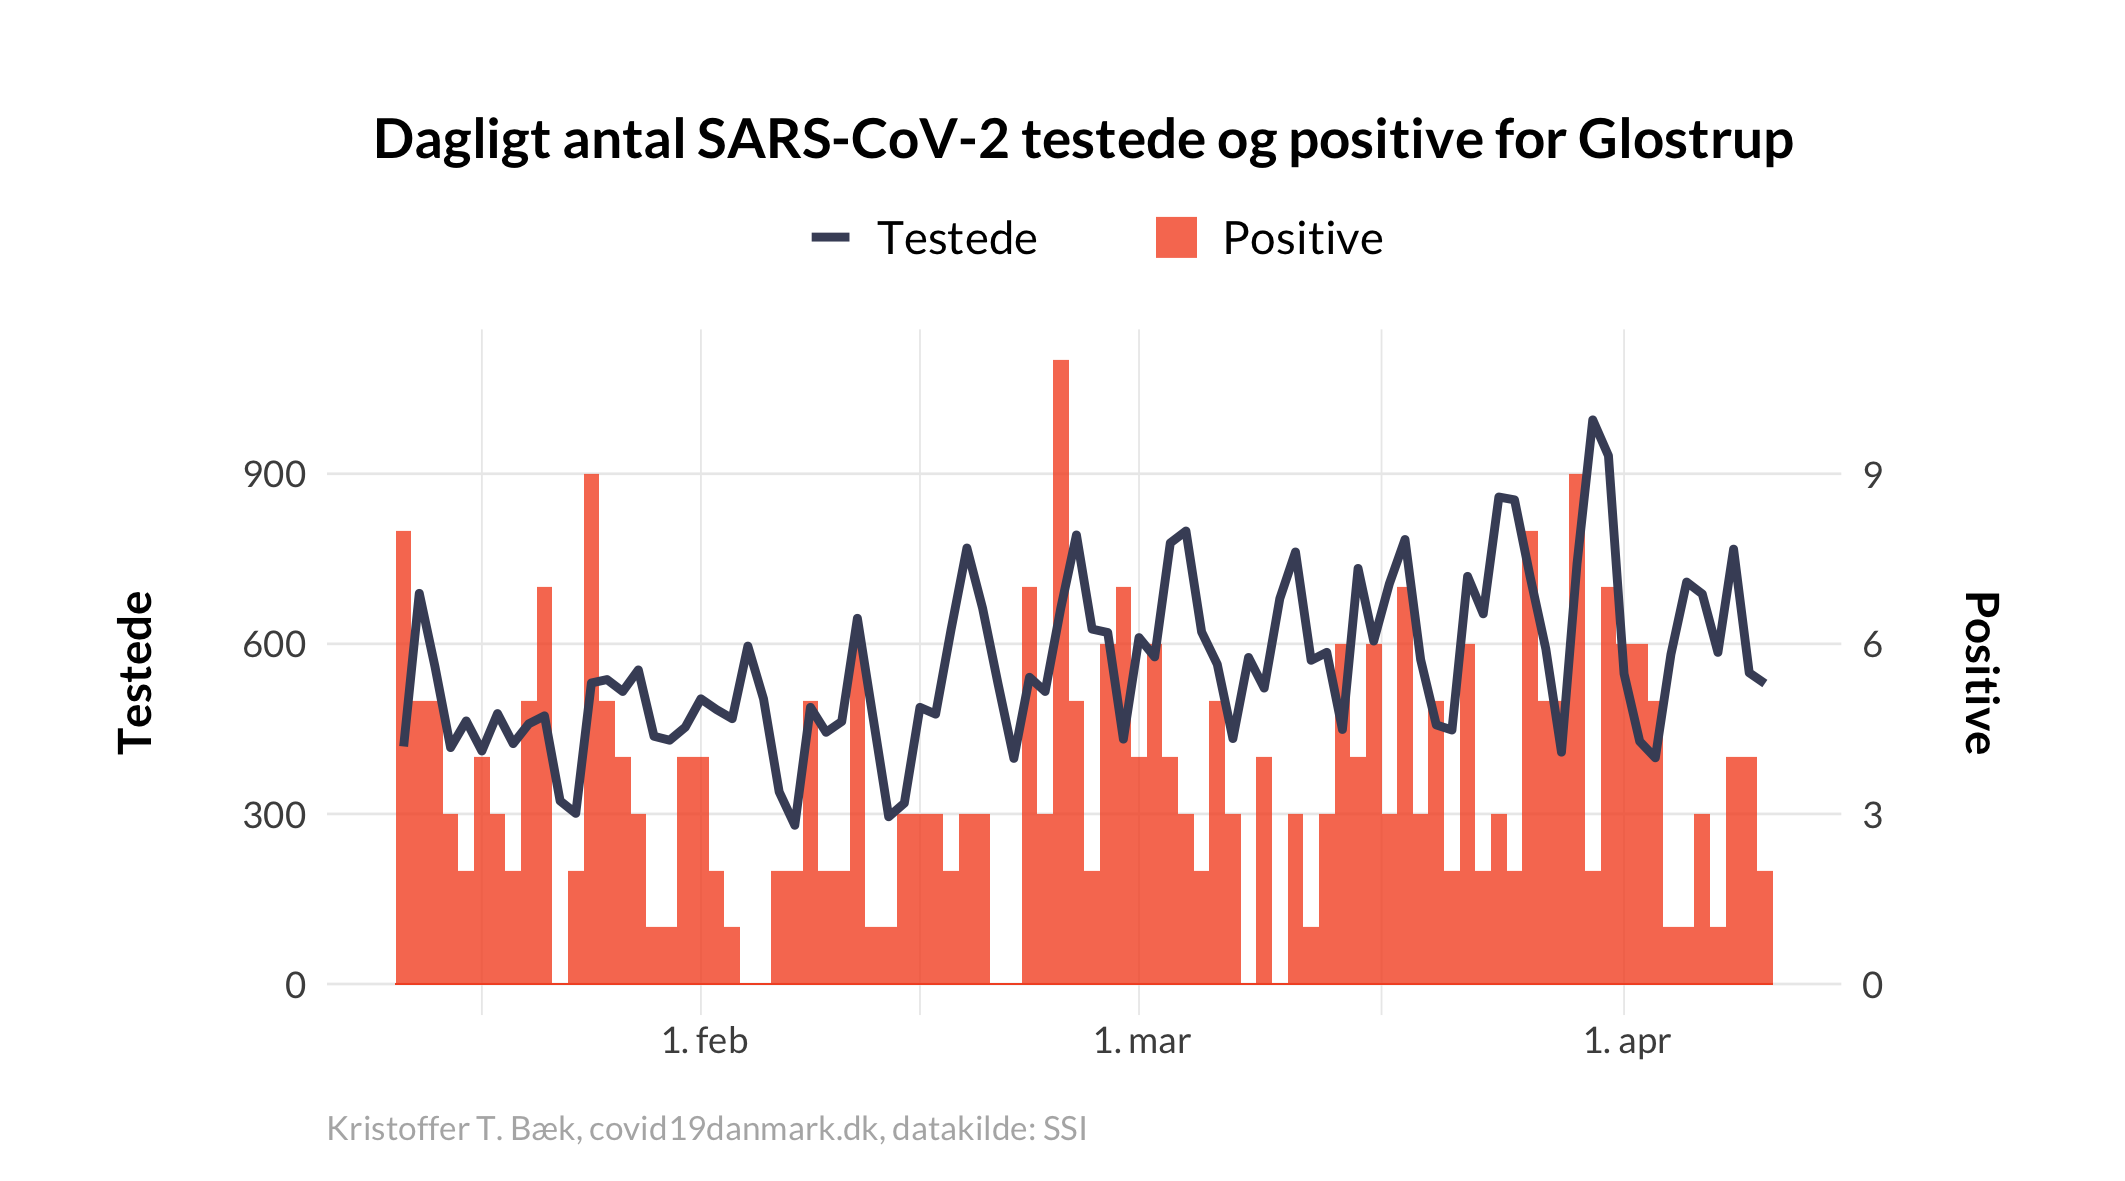 Dagligt antal SARS-CoV-2 testede og positive for Glostrup
Testede Positive
Testede
900
600
300
0
9
6
3
0
Positive
1. feb 1. mar 1. apr
Kristoffer T. Bæk, covid19danmark.dk, datakilde: SSI